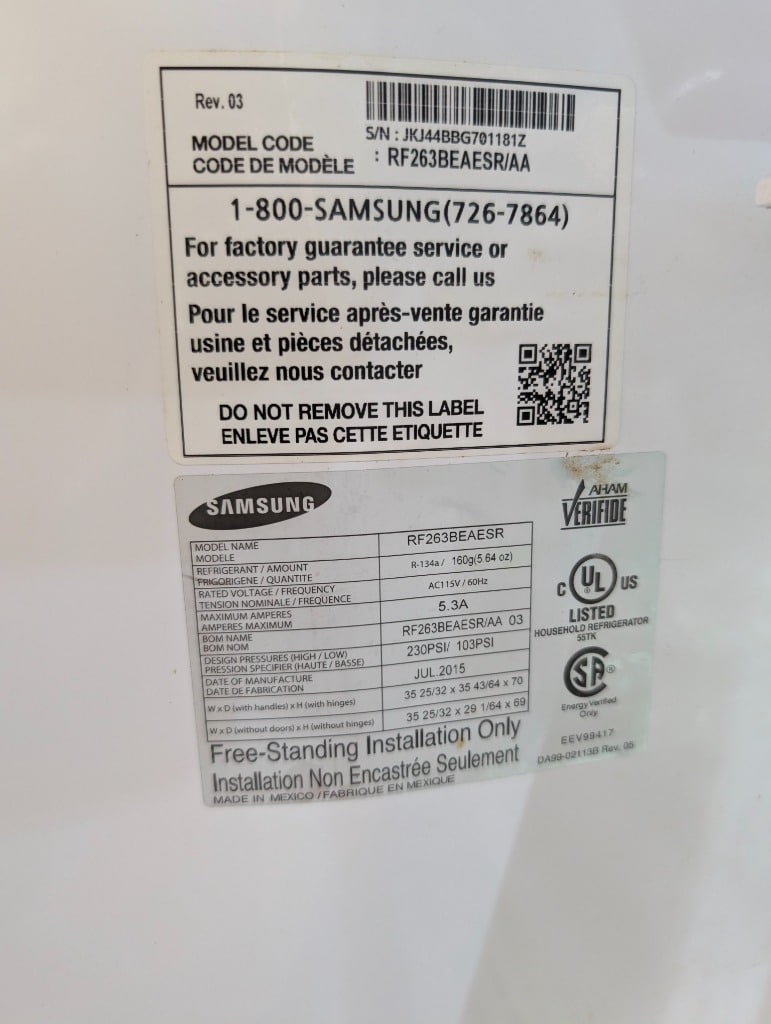 Rev. 03
S/N : JKJ44BBG701181Z
MODEL CODE
CODE DE MODÈLE : RF263BEAESR/AA
1-800-SAMSUNG(726-7864)
For factory guarantee service or
accessory parts, please call us
Pour le service après-vente garantie
usine et pièces détachées,
veuillez nous contacter
DO NOT REMOVE THIS LABEL
ENLEVE PAS CETTE ETIQUETTE
SAMSUNG
AHAM
VERIFIDE
MODEL NAME
MODELE
RF263BEAESR
REFRIGERANT / AMOUNT
FRIGORIGENE / QUANTITE
R-134a / 160g(5.64 oz)
RATED VOLTAGE / FREQUENCY
TENSION NOMINALE / FREQUENCE
AC115V / 60Hz
MAXIMUM AMPERES
AMPERES MAXIMUM
5.3A
BOM NAME
BOM NOM
RF263BEAESR/AA 03
DESIGN PRESSURES (HIGH / LOW)
PRESSION SPECIFIER (HAUTE / BASSE)
230PSI/ 103PSI
DATE OF MANUFACTURE
DATE DE FABRICATION
JUL.2015
W x D (with handles) x H (with hinges)
35 25/32 x 35 43/64 x 70
W x D (without doors) x H (without hinges)
35 25/32 x 29 1/64 x 69
C UL US
LISTED
HOUSEHOLD REFRIGERATOR
55TK
SA
Energy Verified
Only
EEV99417
DA99-02113B Rev. 05
Free-Standing Installation Only
Installation Non Encastrée Seulement
MADE IN MEXICO / FABRIQUE EN MEXIQUE